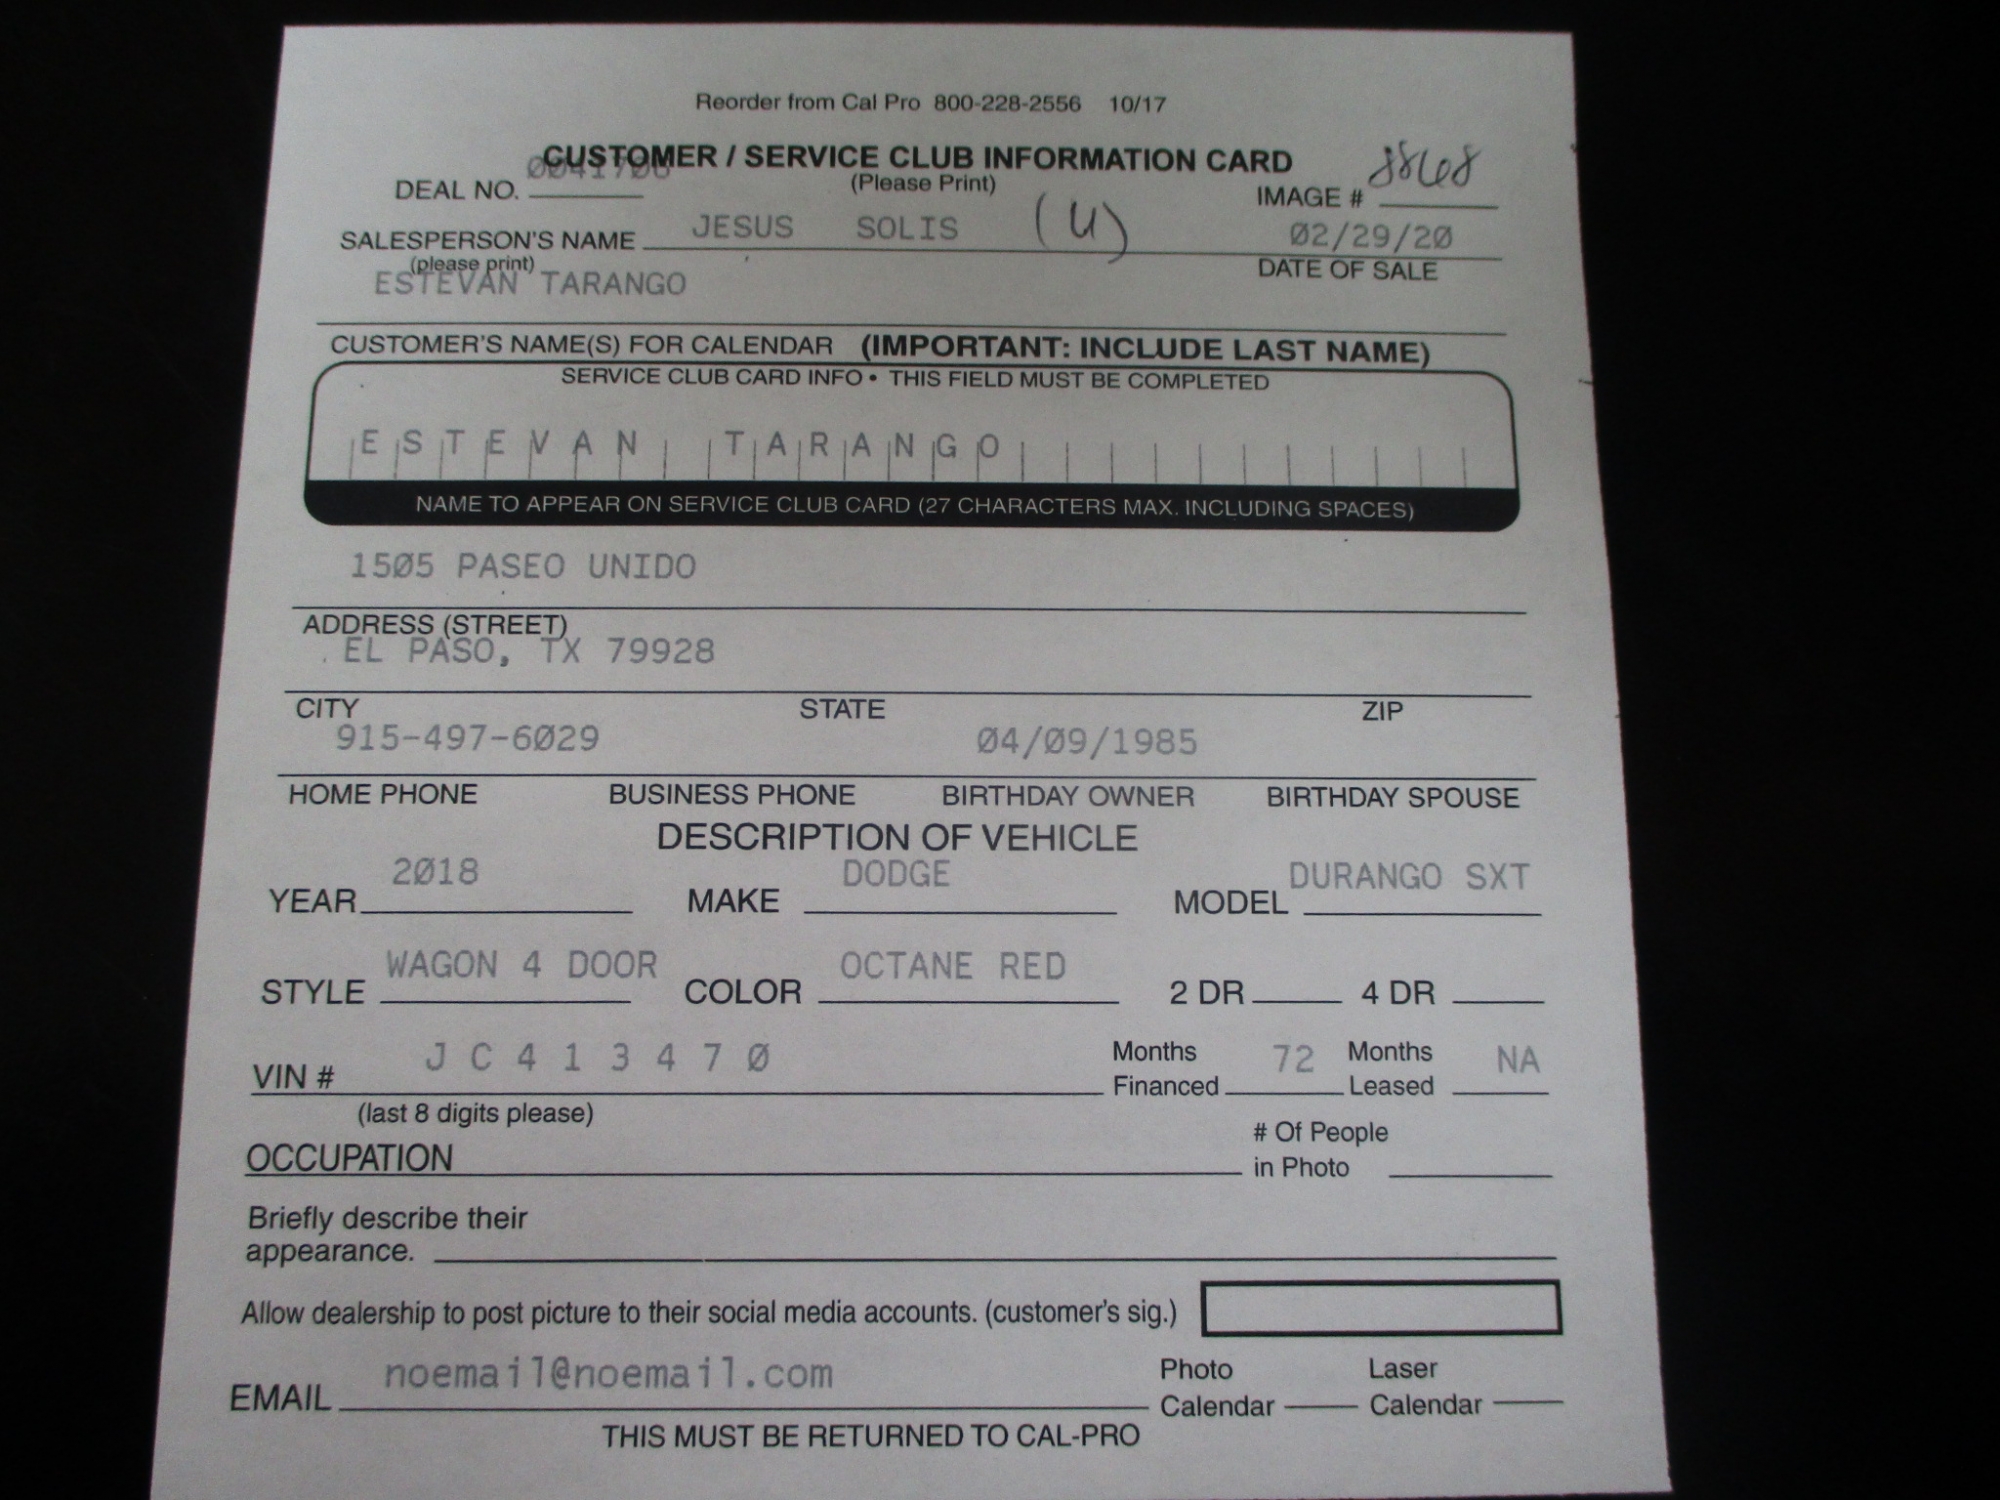 Reorder from Cal Pro 800-228-2556 10/17
CUSTOMER / SERVICE CLUB INFORMATION CARD
(Please Print)
DEAL NO. 0041706
IMAGE # 8868
SALESPERSON'S NAME JESUS SOLIS (U) 02/29/20
(please print) DATE OF SALE
ESTEVAN TARANGO
CUSTOMER'S NAME(S) FOR CALENDAR (IMPORTANT: INCLUDE LAST NAME)
SERVICE CLUB CARD INFO • THIS FIELD MUST BE COMPLETED
ESTEVAN TARANGO
NAME TO APPEAR ON SERVICE CLUB CARD (27 CHARACTERS MAX. INCLUDING SPACES)
1505 PASEO UNIDO
ADDRESS (STREET)
EL PASO, TX 79928
CITY STATE ZIP
915-497-6029 04/09/1985
HOME PHONE BUSINESS PHONE BIRTHDAY OWNER BIRTHDAY SPOUSE
DESCRIPTION OF VEHICLE
YEAR 2018 MAKE DODGE MODEL DURANGO SXT
STYLE WAGON 4 DOOR COLOR OCTANE RED 2 DR 4 DR
VIN # JC413470 Months Financed 72 Months Leased NA
(last 8 digits please)
OCCUPATION # Of People in Photo
Briefly describe their
appearance.
Allow dealership to post picture to their social media accounts. (customer's sig.)
EMAIL noemail@noemail.com Photo Calendar Laser Calendar
THIS MUST BE RETURNED TO CAL-PRO